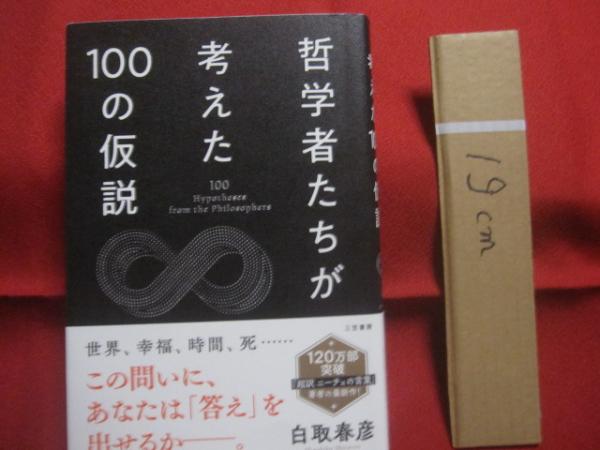 哲学者たちが
考えた
100の仮説
100
Hypotheses
from the Philosophers
三笠書房
世界、幸福、時間、死……
この問いに、
あなたは「答え」を
出せるか――。
120万部
突破
『超訳 ニーチェの言葉』
著者の最新作!
白取春彦
19cm